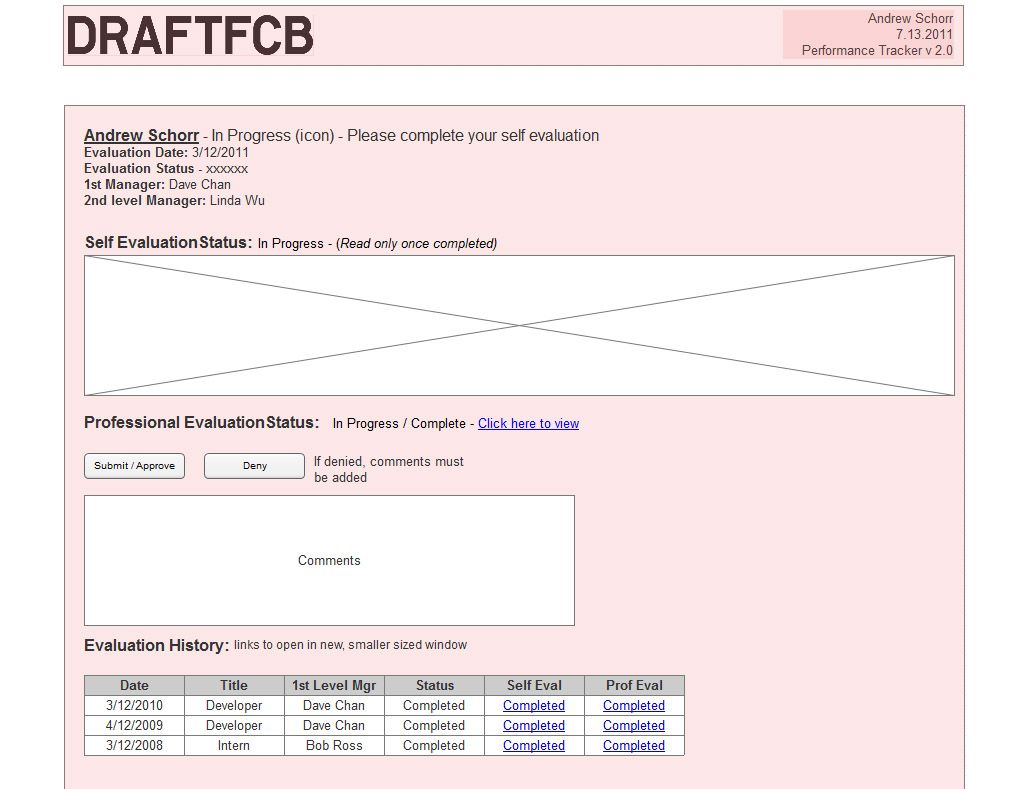 DRAFTFCB
Andrew Schorr
7.13.2011
Performance Tracker v 2.0
Andrew Schorr - In Progress (icon) - Please complete your self evaluation
Evaluation Date: 3/12/2011
Evaluation Status - xxxxxx
1st Manager: Dave Chan
2nd level Manager: Linda Wu
Self Evaluation Status: In Progress - (Read only once completed)
Professional Evaluation Status: In Progress / Complete - Click here to view
Submit / Approve Deny If denied, comments must
be added
Comments
Evaluation History: links to open in new, smaller sized window
Date Title 1st Level Mgr Status Self Eval Prof Eval
3/12/2010 Developer Dave Chan Completed Completed Completed
4/12/2009 Developer Dave Chan Completed Completed Completed
3/12/2008 Intern Bob Ross Completed Completed Completed